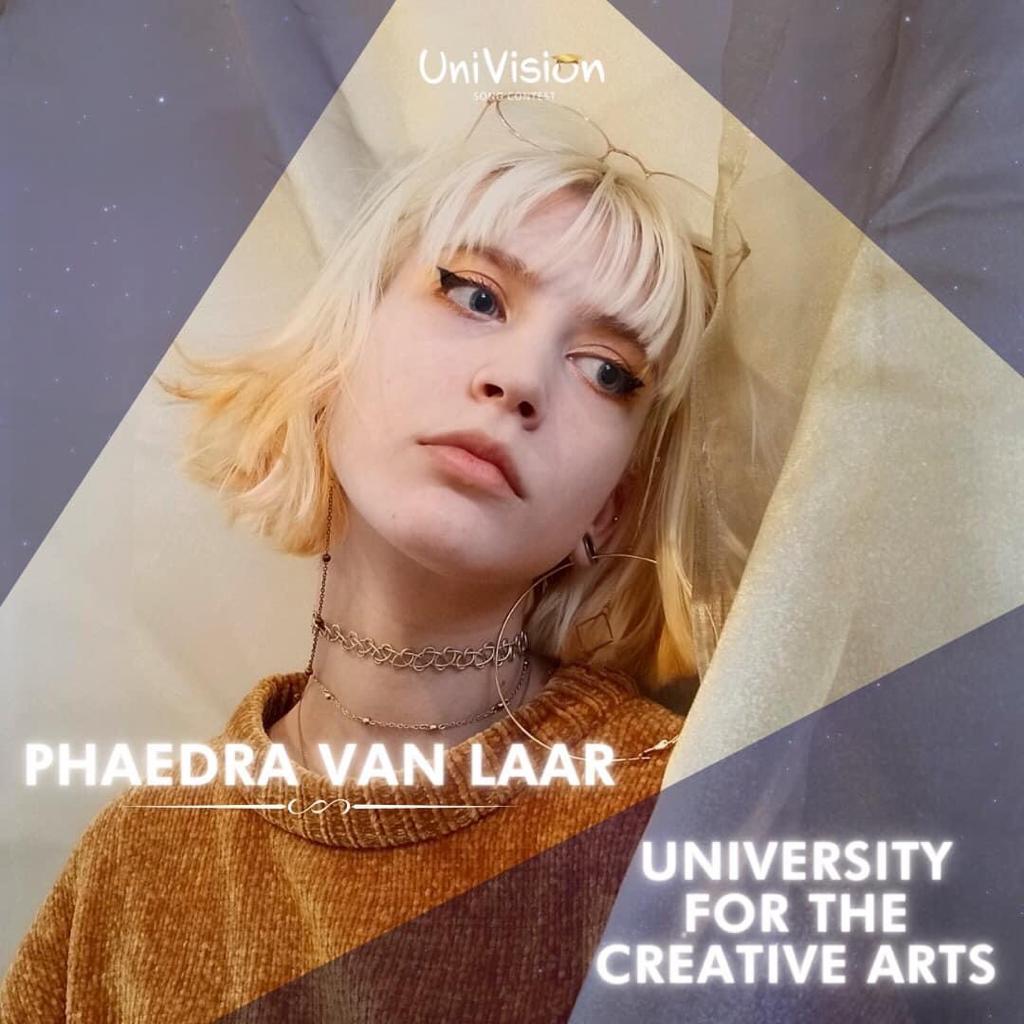 UniVision
SONG CONTEST
PHAEDRA VAN LAAR
UNIVERSITY
FOR THE
CREATIVE ARTS